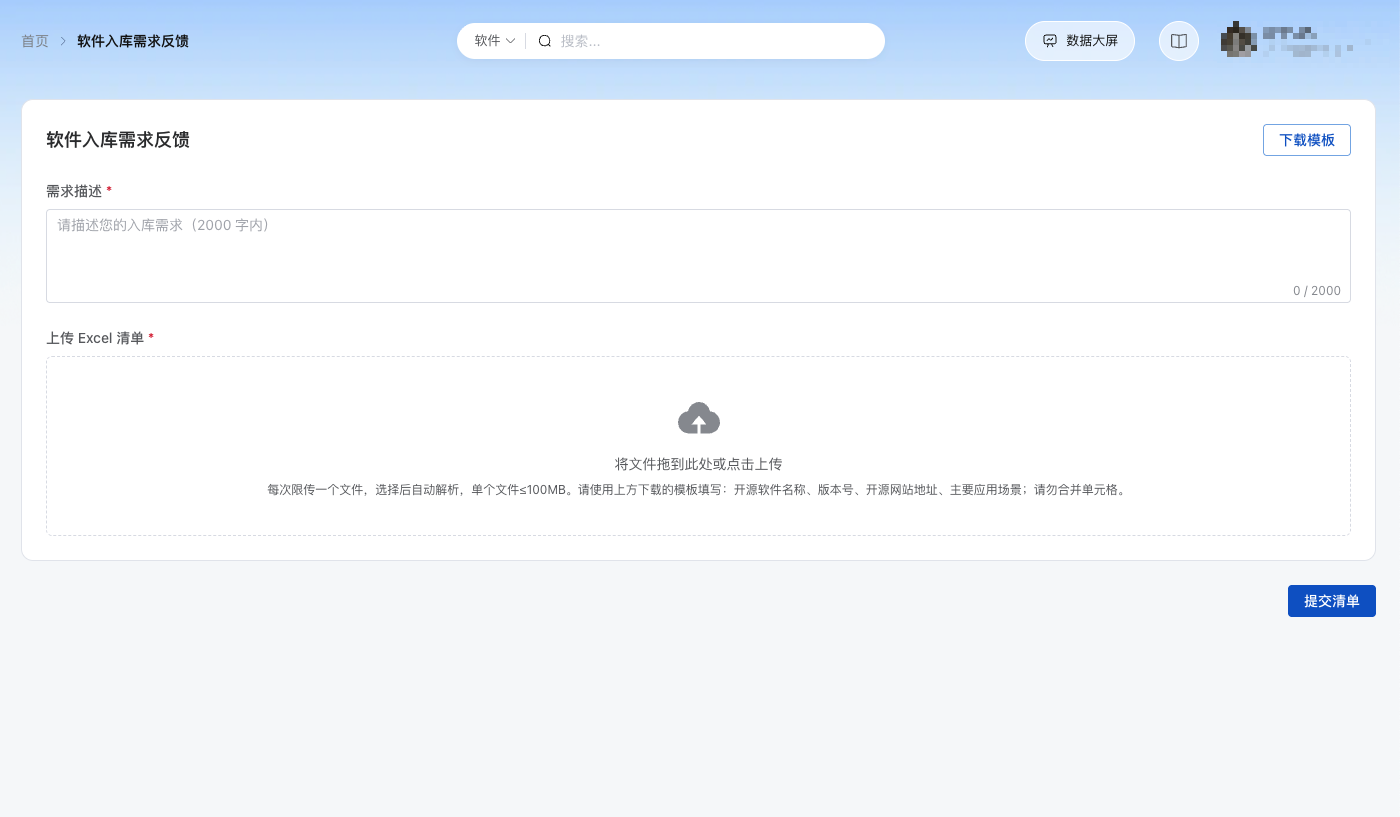 首页 > 软件入库需求反馈
软件
搜索...
数据大屏
软件入库需求反馈
下载模板
需求描述 *
请描述您的入库需求（2000 字内）
0 / 2000
上传 Excel 清单 *
将文件拖到此处或点击上传
每次限传一个文件，选择后自动解析，单个文件≤100MB。请使用上方下载的模板填写：开源软件名称、版本号、开源网站地址、主要应用场景；请勿合并单元格。
提交清单